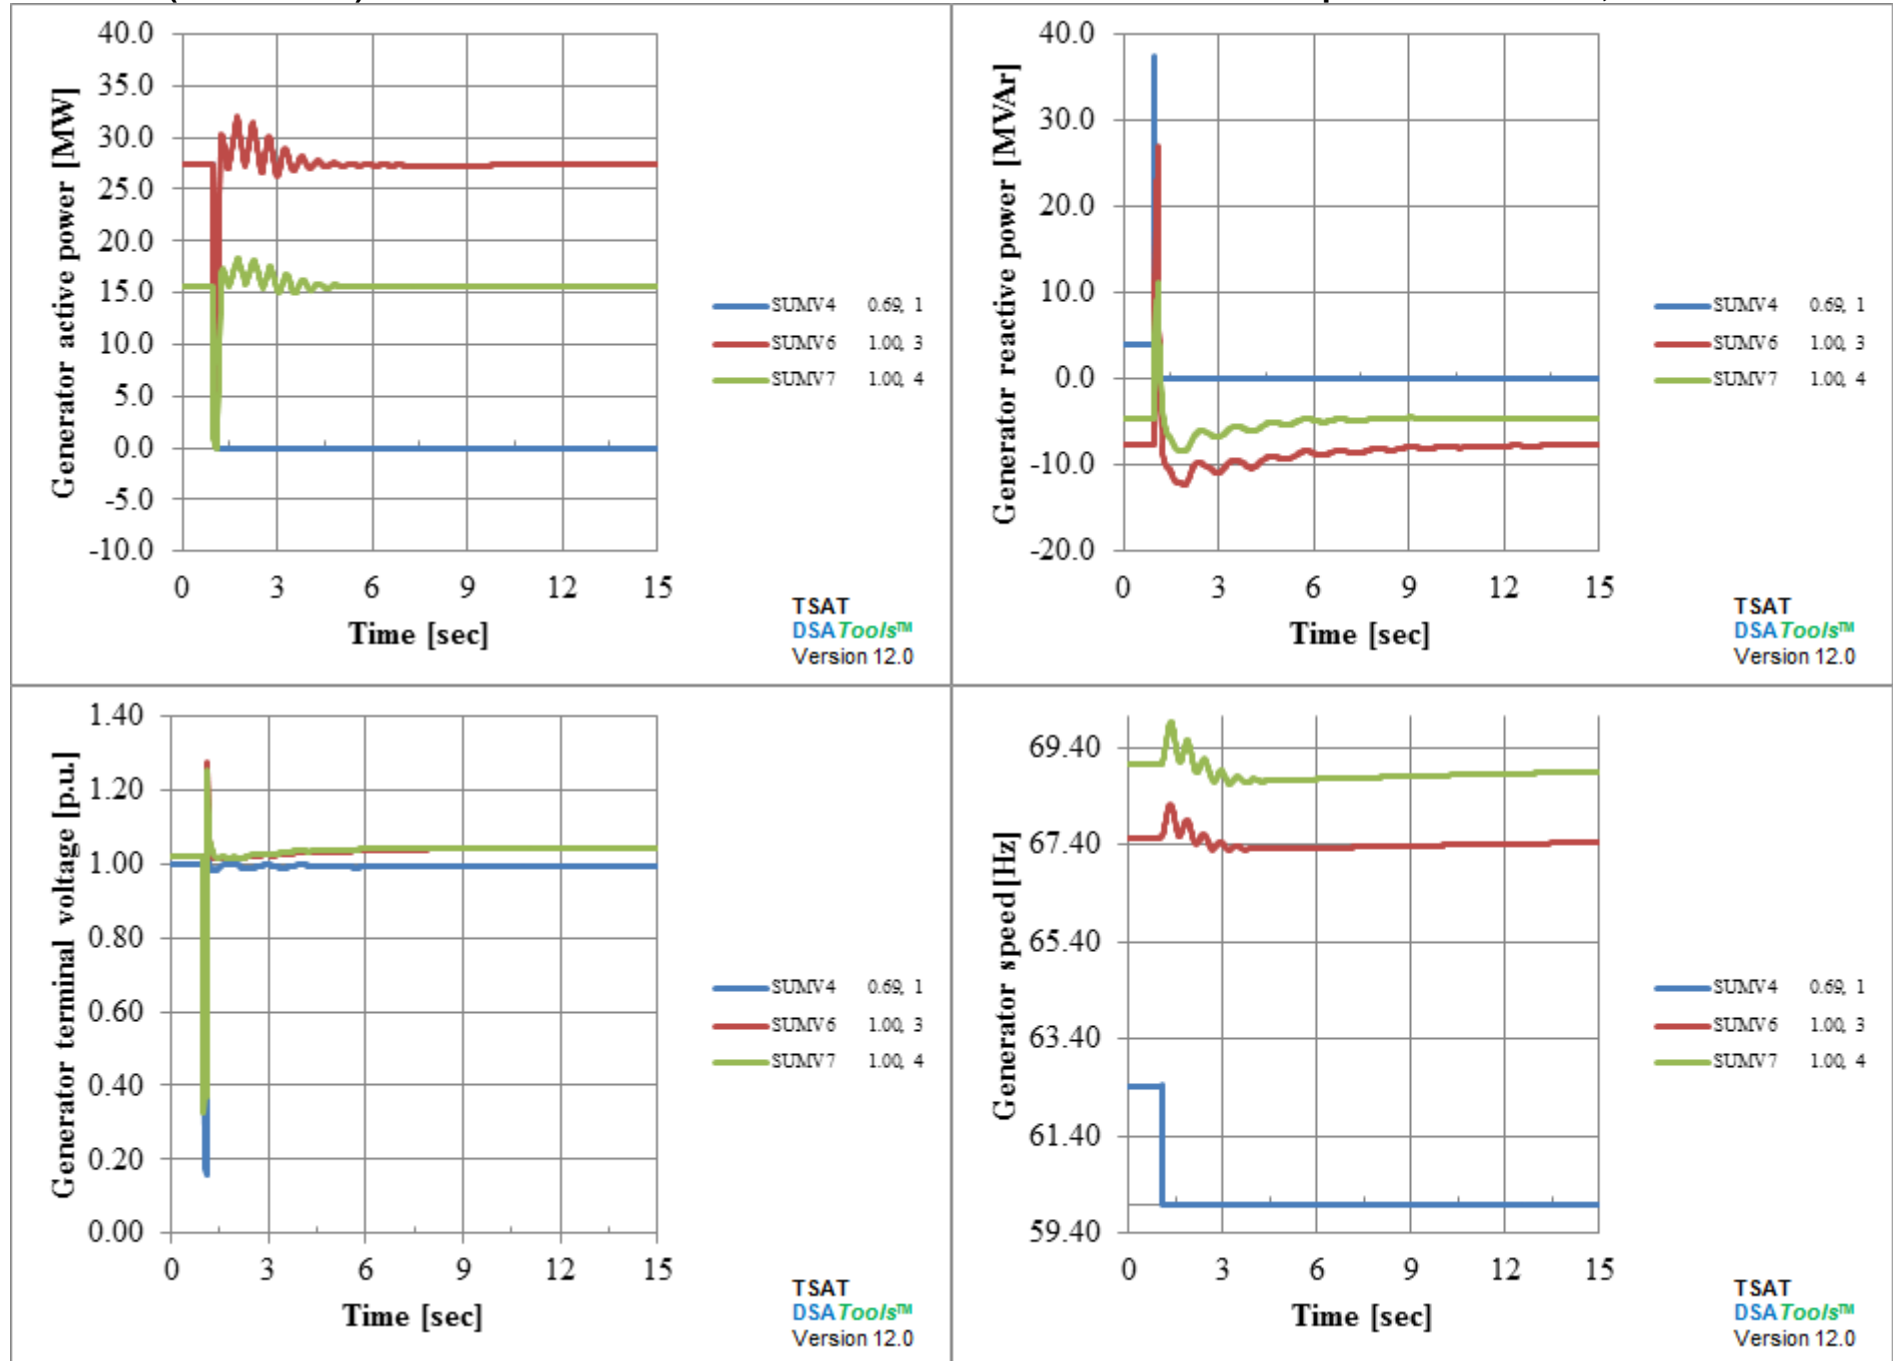 40.0
35.0
30.0
25.0
20.0
15.0
10.0
5.0
0.0
-5.0
-10.0
Generator active power [MW]
0 3 6 9 12 15
Time [sec]
SUMV4 0.69, 1
SUMV6 1.00, 3
SUMV7 1.00, 4
TSAT
DSATools™
Version 12.0
40.0
30.0
20.0
10.0
0.0
-10.0
-20.0
Generator reactive power [MVAr]
0 3 6 9 12 15
Time [sec]
SUMV4 0.69, 1
SUMV6 1.00, 3
SUMV7 1.00, 4
TSAT
DSATools™
Version 12.0
1.40
1.20
1.00
0.80
0.60
0.40
0.20
0.00
Generator terminal voltage [p.u.]
0 3 6 9 12 15
Time [sec]
SUMV4 0.69, 1
SUMV6 1.00, 3
SUMV7 1.00, 4
TSAT
DSATools™
Version 12.0
69.40
67.40
65.40
63.40
61.40
59.40
Generator speed[Hz]
0 3 6 9 12 15
Time [sec]
SUMV4 0.69, 1
SUMV6 1.00, 3
SUMV7 1.00, 4
TSAT
DSATools™
Version 12.0